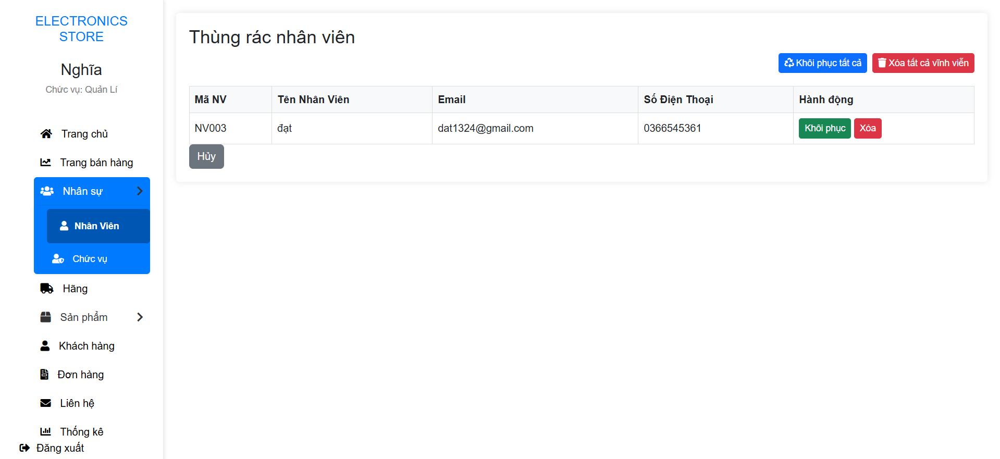 ELECTRONICS
STORE
Nghĩa
Chức vụ: Quản Lí
Trang chủ
Trang bán hàng
Nhân sự
Nhân Viên
Chức vụ
Hãng
Sản phẩm
Khách hàng
Đơn hàng
Liên hệ
Thống kê
Đăng xuất
Thùng rác nhân viên
Khôi phục tất cả Xóa tất cả vĩnh viễn
Mã NV Tên Nhân Viên Email Số Điện Thoại Hành động
NV003 đạt dat1324@gmail.com 0366545361 Khôi phục Xóa
Hủy